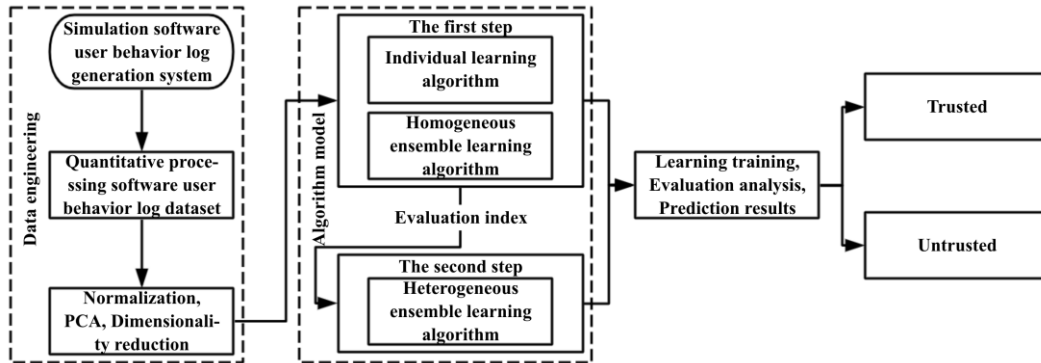 Data engineering
Simulation software
user behavior log
generation system
Quantitative proce-
ssing software user
behavior log dataset
Normalization,
PCA, Dimensionali-
ty reduction
Algorithm model
The first step
Individual learning
algorithm
Homogeneous
ensemble learning
algorithm
Evaluation index
The second step
Heterogeneous
ensemble learning
algorithm
Learning training,
Evaluation analysis,
Prediction results
Trusted
Untrusted